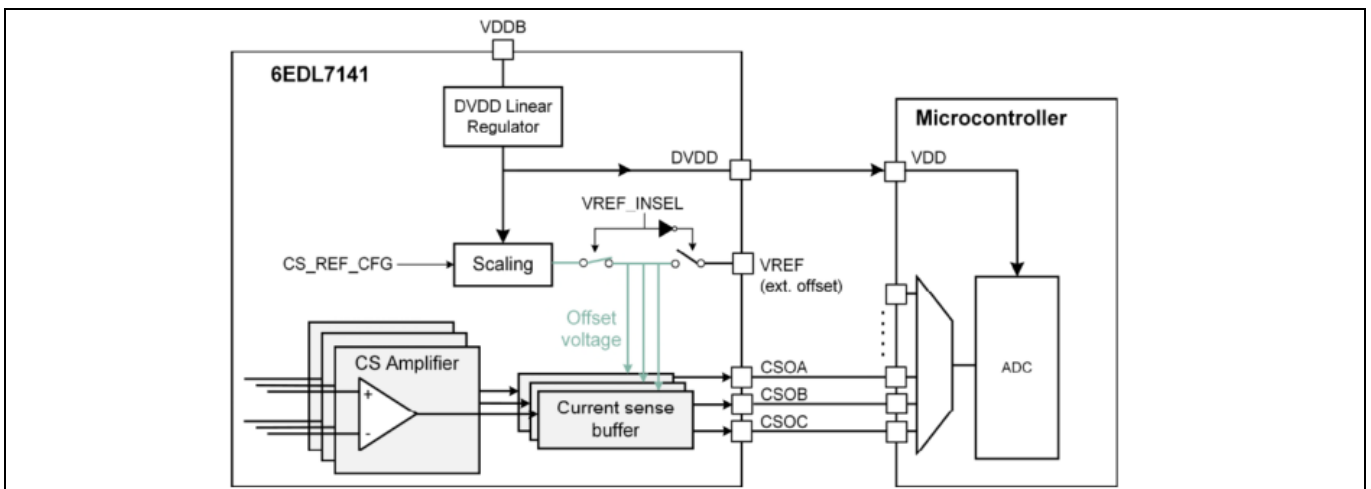 VDDB
6EDL7141
DVDD Linear
Regulator
Microcontroller
DVDD
VDD
VREF_INSEL
CS_REF_CFG
Scaling
VREF
(ext. offset)
Offset
voltage
CS Amplifier
+
-
Current sense
buffer
CSOA
CSOB
CSOC
ADC